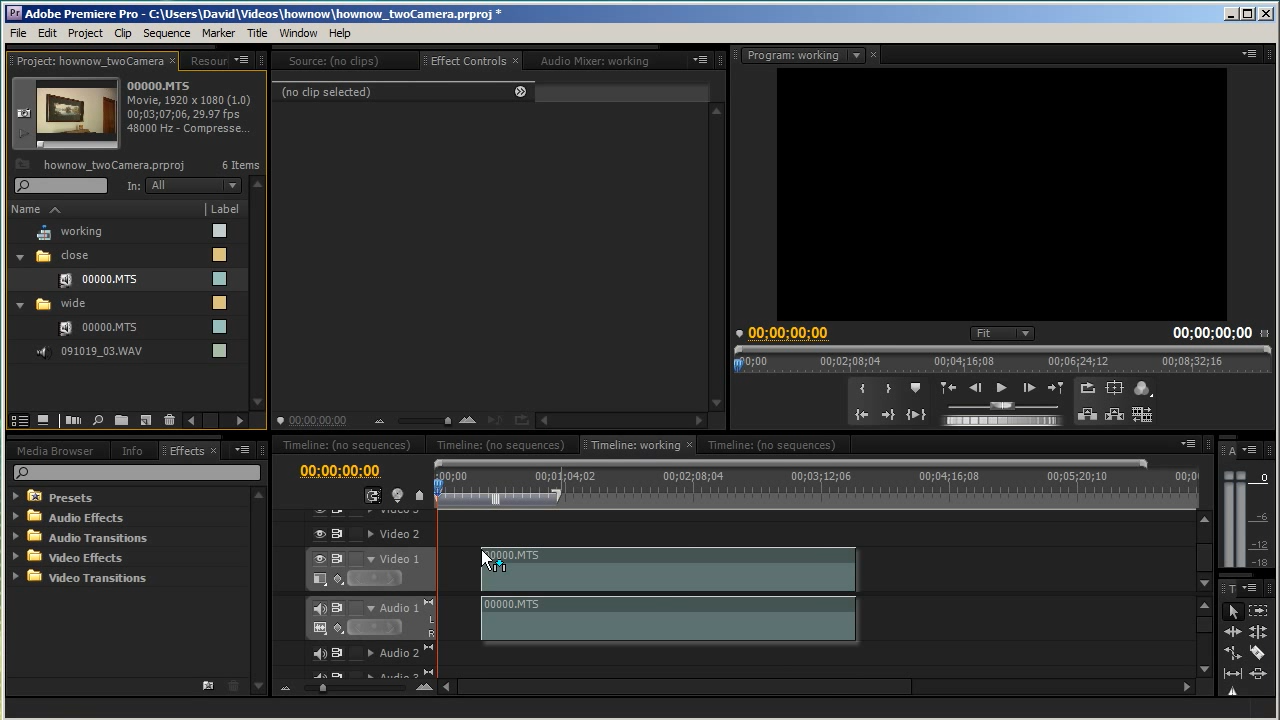 Pr Adobe Premiere Pro - C:\Users\David\Videos\hownow\hownow_twoCamera.prproj *
File Edit Project Clip Sequence Marker Title Window Help
Project: hownow_twoCamera Resour
Source: (no clips) Effect Controls Audio Mixer: working
Program: working
00000.MTS
Movie, 1920 x 1080 (1.0)
00;03;07;06, 29.97 fps
48000 Hz - Compresse...
hownow_twoCamera.prproj 6 Items
In: All
Name Label
working
close
00000.MTS
wide
00000.MTS
091019_03.WAV
(no clip selected)
00:00:00:00
00;00;00;00 Fit 00;00;00;00
00;00 00;02;08;04 00;04;16;08 00;06;24;12 00;08;32;16
Media Browser Info Effects
Presets
Audio Effects
Audio Transitions
Video Effects
Video Transitions
Timeline: (no sequences) Timeline: (no sequences) Timeline: working Timeline: (no sequences)
00;00;00;00
;00;00 00;01;04;02 00;02;08;04 00;03;12;06 00;04;16;08 00;05;20;10 00;0
Video 3
Video 2
Video 1 00000.MTS
Audio 1 00000.MTS
L
R
Audio 2
Audio 3
A
0
-6
-12
-18
T